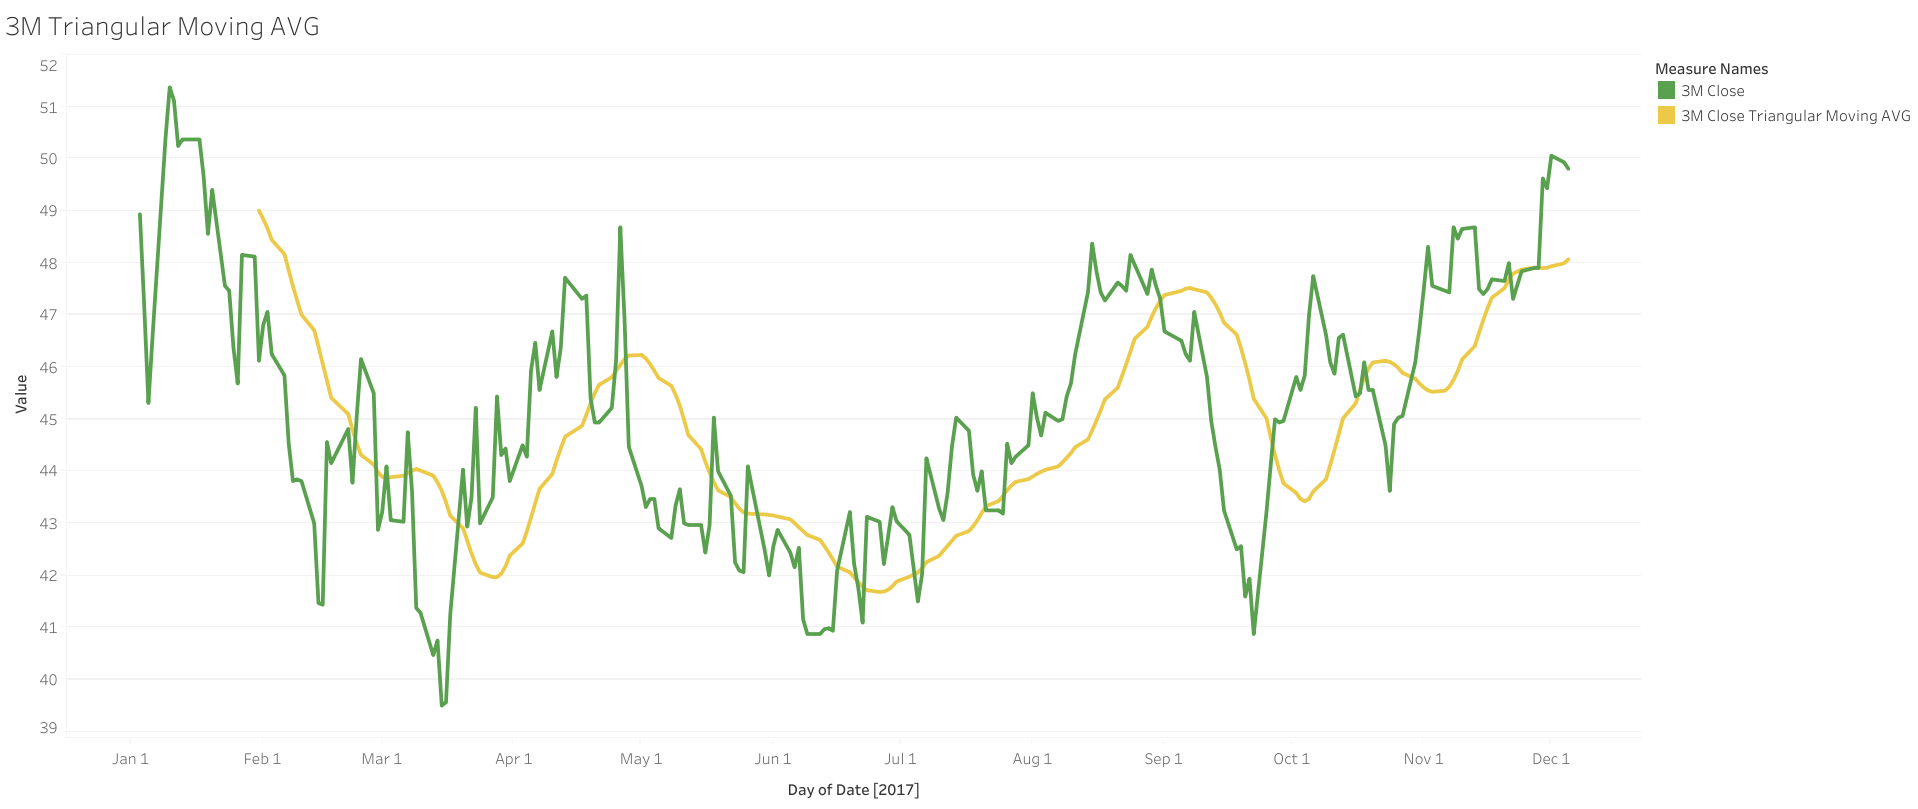 3M Triangular Moving AVG
Measure Names
3M Close
3M Close Triangular Moving AVG
Value
52
51
50
49
48
47
46
45
44
43
42
41
40
39
Jan 1 Feb 1 Mar 1 Apr 1 May 1 Jun 1 Jul 1 Aug 1 Sep 1 Oct 1 Nov 1 Dec 1
Day of Date [2017]